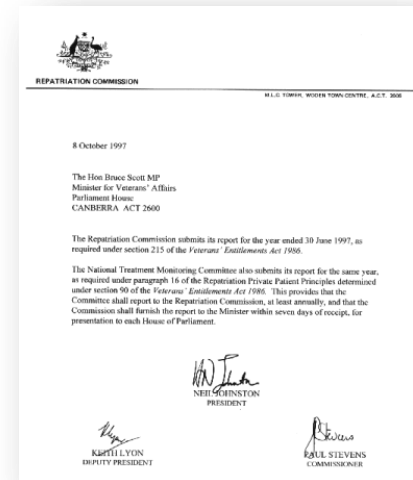 REPATRIATION COMMISSION
M.L.C. TOWER, WODEN TOWN CENTRE, A.C.T. 2606
8 October 1997
The Hon Bruce Scott MP
Minister for Veterans' Affairs
Parliament House
CANBERRA ACT 2600
The Repatriation Commission submits its report for the year ended 30 June 1997, as
required under section 215 of the Veterans' Entitlements Act 1986.
The National Treatment Monitoring Committee also submits its report for the same year,
as required under paragraph 16 of the Repatriation Private Patient Principles determined
under section 90 of the Veterans' Entitlements Act 1986. This provides that the
Committee shall report to the Repatriation Commission, at least annually, and that the
Commission shall furnish the report to the Minister within seven days of receipt, for
presentation to each House of Parliament.
NEIL JOHNSTON
PRESIDENT
KEITH LYON
DEPUTY PRESIDENT
PAUL STEVENS
COMMISSIONER